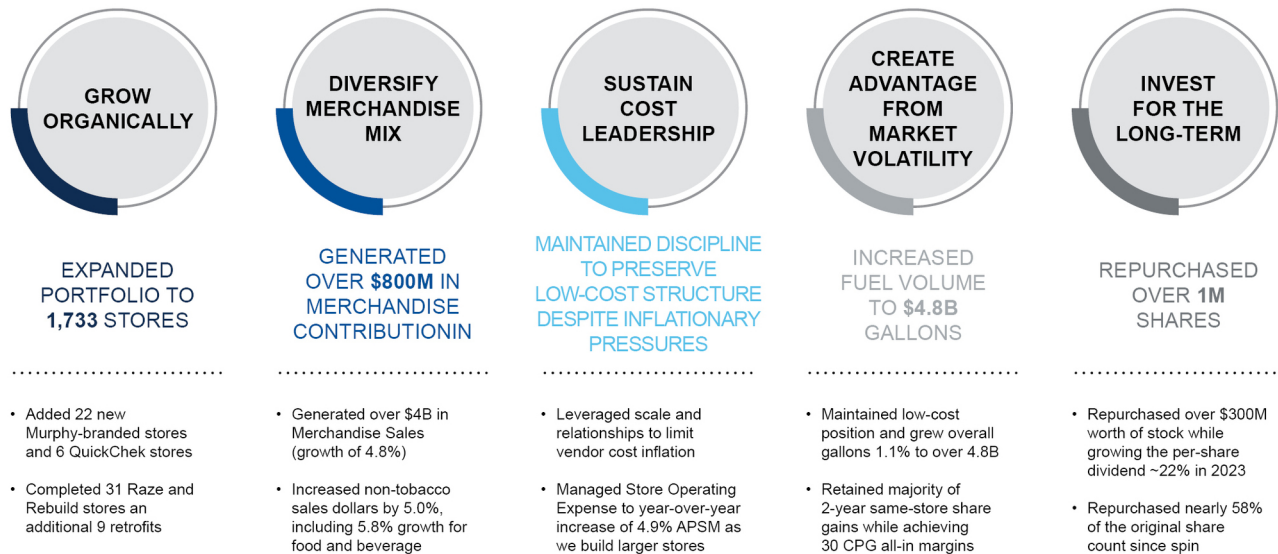 GROW
ORGANICALLY
EXPANDED
PORTFOLIO TO
1,733 STORES
• Added 22 new
Murphy-branded stores
and 6 QuickChek stores
• Completed 31 Raze and
Rebuild stores an
additional 9 retrofits
DIVERSIFY
MERCHANDISE
MIX
GENERATED
OVER $800M IN
MERCHANDISE
CONTRIBUTIONIN
• Generated over $4B in
Merchandise Sales
(growth of 4.8%)
• Increased non-tobacco
sales dollars by 5.0%,
including 5.8% growth for
food and beverage
SUSTAIN
COST
LEADERSHIP
MAINTAINED DISCIPLINE
TO PRESERVE
LOW-COST STRUCTURE
DESPITE INFLATIONARY
PRESSURES
• Leveraged scale and
relationships to limit
vendor cost inflation
• Managed Store Operating
Expense to year-over-year
increase of 4.9% APSM as
we build larger stores
CREATE
ADVANTAGE
FROM
MARKET
VOLATILITY
INCREASED
FUEL VOLUME
TO $4.8B
GALLONS
• Maintained low-cost
position and grew overall
gallons 1.1% to over 4.8B
• Retained majority of
2-year same-store share
gains while achieving
30 CPG all-in margins
INVEST
FOR THE
LONG-TERM
REPURCHASED
OVER 1M
SHARES
• Repurchased over $300M
worth of stock while
growing the per-share
dividend ~22% in 2023
• Repurchased nearly 58%
of the original share
count since spin